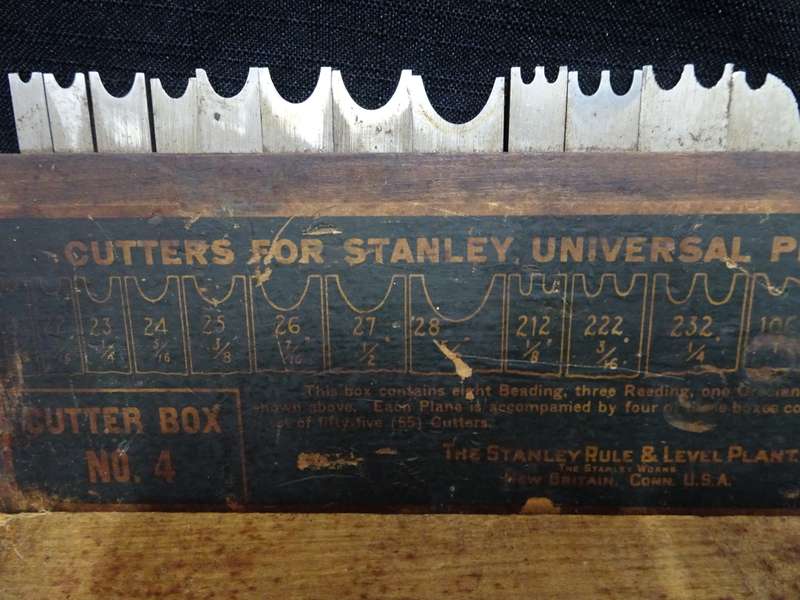 CUTTERS FOR STANLEY UNIVERSAL
23 24 25 26 27 28 212 222 232
1/4 5/16 3/8 7/16 1/2 1/8 3/16 1/4
CUTTER BOX
NO. 4
This box contains eight Beading, three Reeding, one
shown above. Each Plane is accompanied by four of these boxes
set of fifty-five (55) Cutters.
THE STANLEY RULE & LEVEL PLANT.
THE STANLEY WORKS
NEW BRITAIN, CONN. U.S.A.